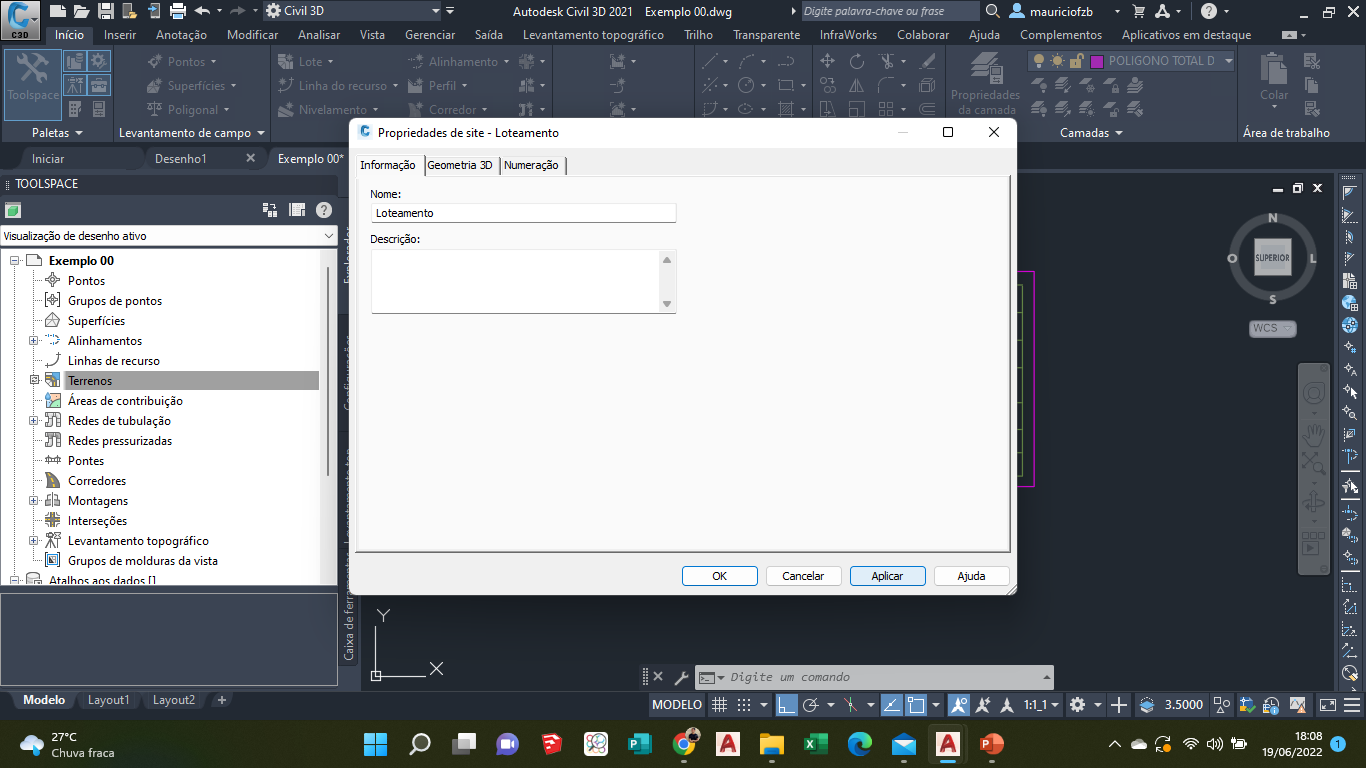 Civil 3D
Autodesk Civil 3D 2021 Exemplo 00.dwg
Digite palavra-chave ou frase
mauriciofzb
C3D
Início Inserir Anotação Modificar Analisar Vista Gerenciar Saída Levantamento topográfico Trilho Transparente InfraWorks Colaborar Ajuda Complementos Aplicativos em destaque
Toolspace
Pontos
Superfícies
Poligonal
Lote
Linha do recurso
Nivelamento
Alinhamento
Perfil
Corredor
Propriedades
da camada
POLIGONO TOTAL D
Colar
Paletas
Levantamento de campo
Camadas
Área de trabalho
Iniciar
Desenho1
Exemplo 00*
TOOLSPACE
Visualização de desenho ativo
Exemplo 00
Pontos
Grupos de pontos
Superfícies
Alinhamentos
Linhas de recurso
Terrenos
Áreas de contribuição
Redes de tubulação
Redes pressurizadas
Pontes
Corredores
Montagens
Interseções
Levantamento topográfico
Grupos de molduras da vista
Atalhos aos dados []
Caixa de ferramentas
Propriedades de site - Loteamento
Informação Geometria 3D Numeração
Nome:
Loteamento
Descrição:
OK Cancelar Aplicar Ajuda
N
O SUPERIOR L
S
WCS
Y
X
Digite um comando
Modelo Layout1 Layout2 +
MODELO
1:1_1
3.5000
27°C
Chuva fraca
18:08
19/06/2022
1